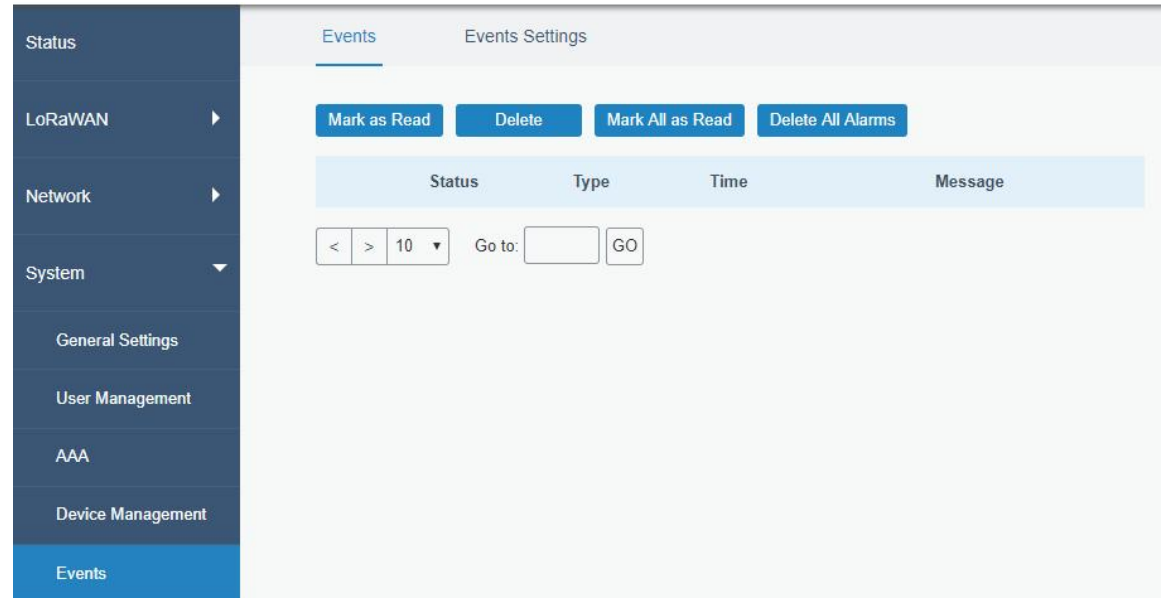 Status
LoRaWAN
Network
System
General Settings
User Management
AAA
Device Management
Events
Events Events Settings
Mark as Read Delete Mark All as Read Delete All Alarms
Status Type Time Message
< > 10 Go to: GO